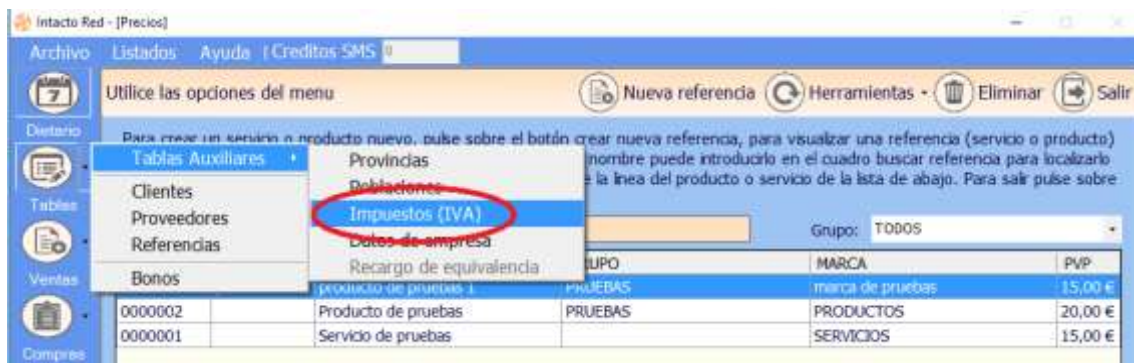 Intacto Red - [Precios]
Archivo Listados Ayuda (Creditos SMS 0
Utilice las opciones del menu Nueva referencia Herramientas Eliminar Salir
Dietario
Para crear un servicio o producto nuevo, pulse sobre el botón crear nueva referencia, para visualizar una referencia (servicio o producto)
nombre puede introducirlo en el cuadro buscar referencia para localizarlo
la linea del producto o servicio de la lista de abajo. Para salir pulse sobre
Tablas Auxiliares
Clientes
Proveedores
Referencias
Bonos
Provincias
Poblaciones
Impuestos (IVA)
Datos de empresa
Recargo de equivalencia
Tablas
Ventas
Compras
Grupo: TODOS
UPO MARCA PVP
producto de pruebas 1 PRUEBAS marca de pruebas 15,00 €
0000002 Producto de pruebas PRUEBAS PRODUCTOS 20,00 €
0000001 Servicio de pruebas SERVICIOS 15,00 €